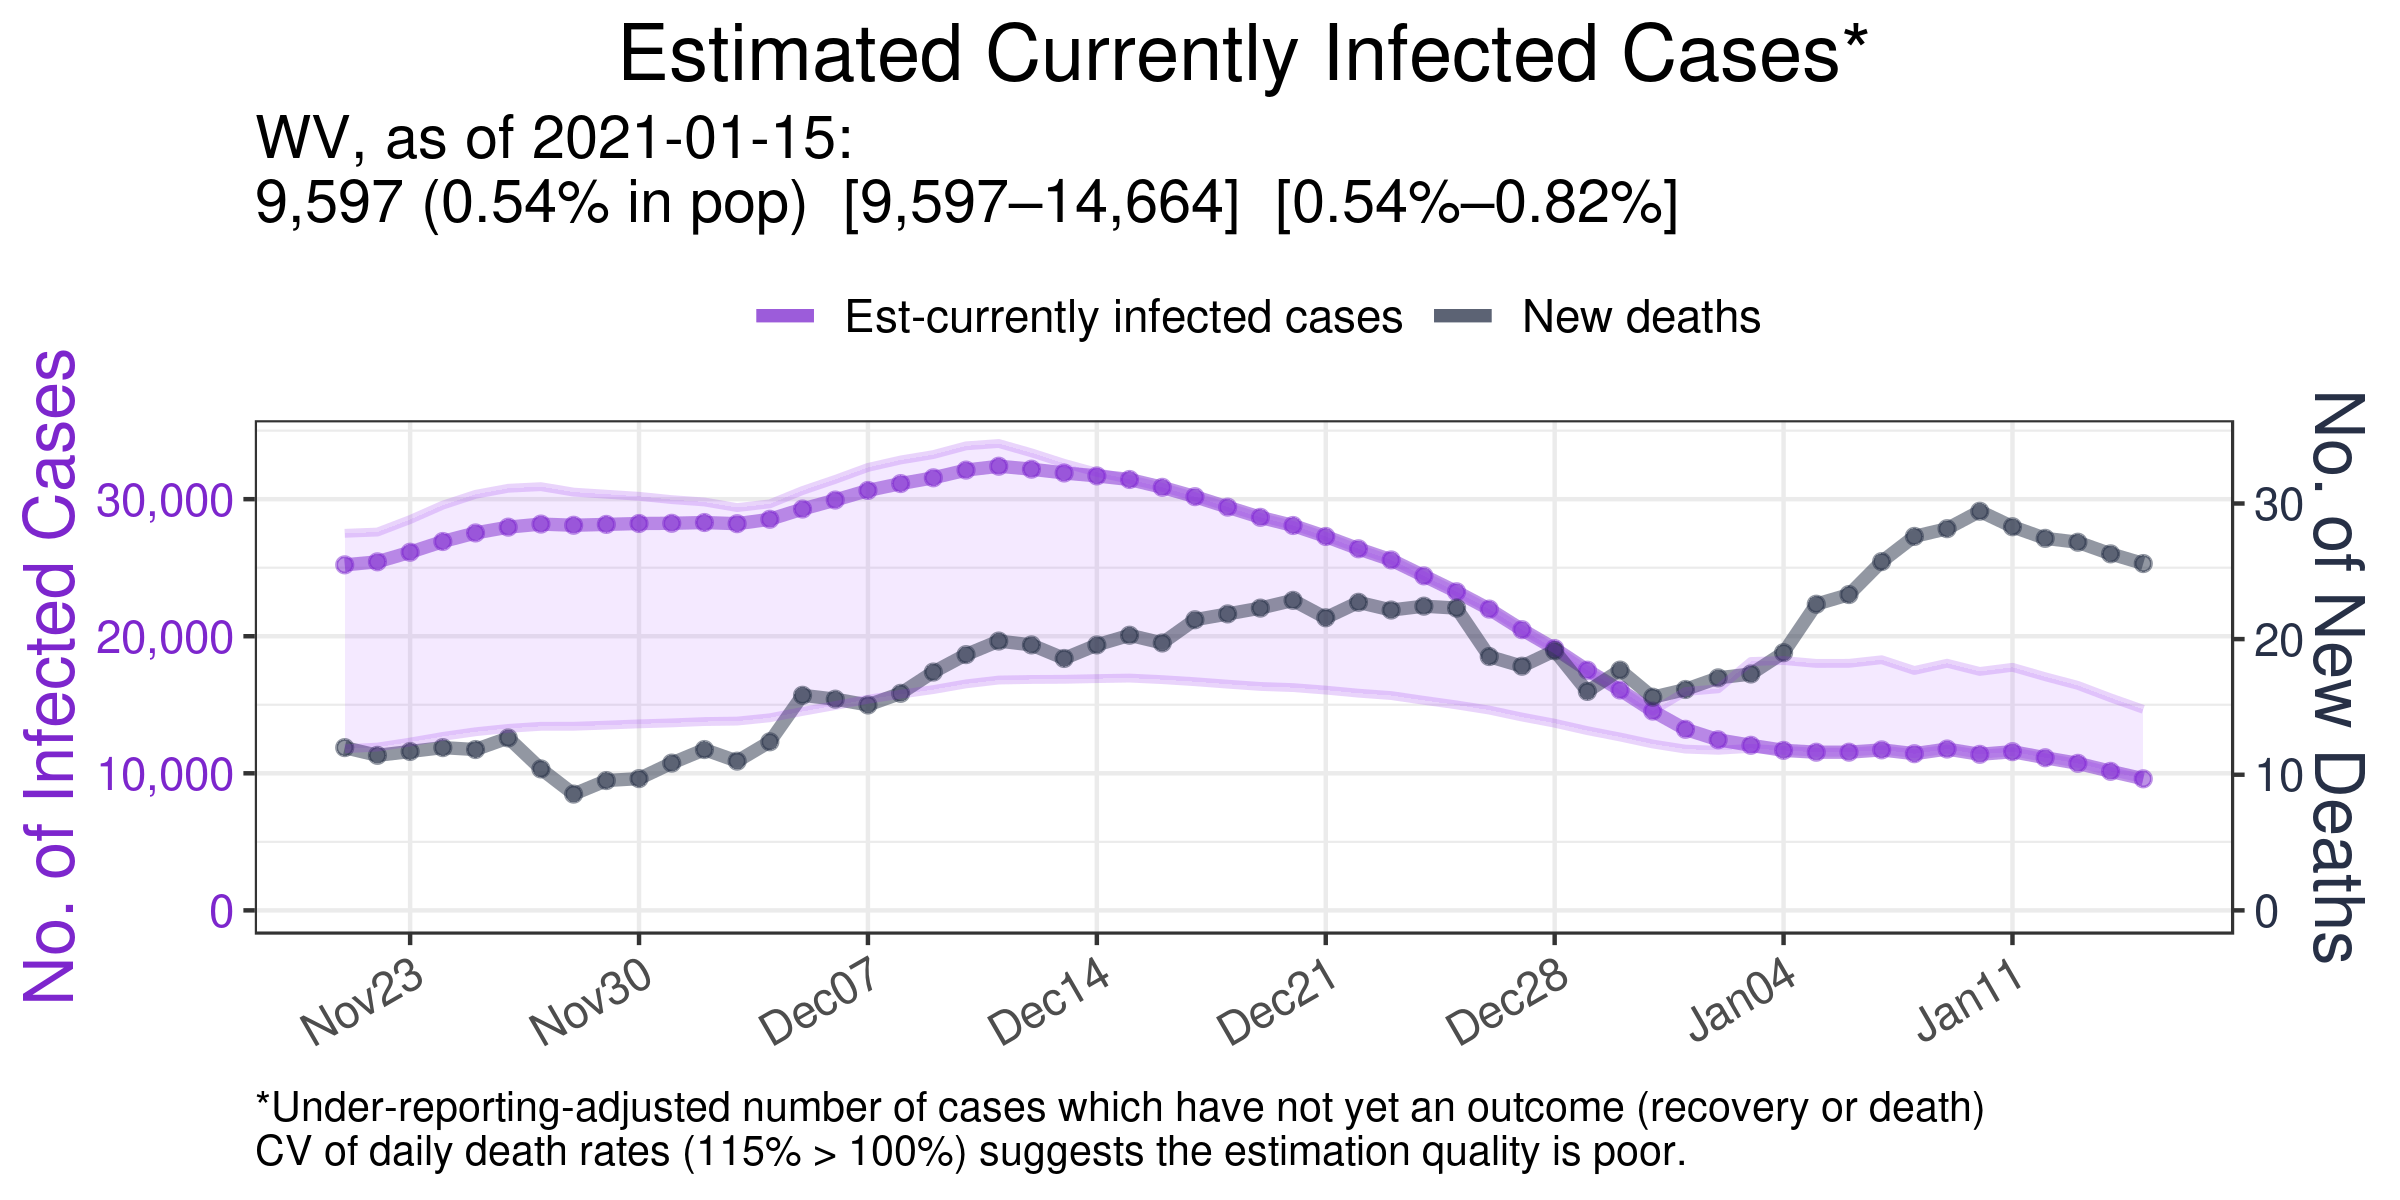 Estimated Currently Infected Cases*
WV, as of 2021-01-15:
9,597 (0.54% in pop)  [9,597–14,664]  [0.54%–0.82%]
Est-currently infected cases
New deaths
No. of Infected Cases
30,000
20,000
10,000
0
No. of New Deaths
30
20
10
0
Nov23
Nov30
Dec07
Dec14
Dec21
Dec28
Jan04
Jan11
*Under-reporting-adjusted number of cases which have not yet an outcome (recovery or death)
CV of daily death rates (115% > 100%) suggests the estimation quality is poor.